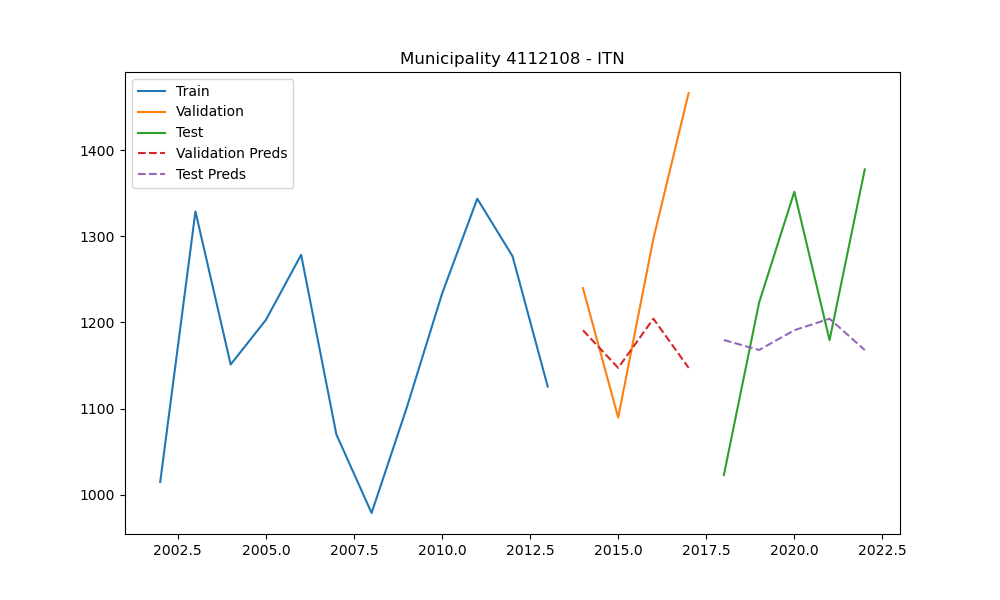 Municipality 4112108 - ITN
Train
Validation
Test
Validation Preds
Test Preds
1400
1300
1200
1100
1000
2002.5 2005.0 2007.5 2010.0 2012.5 2015.0 2017.5 2020.0 2022.5